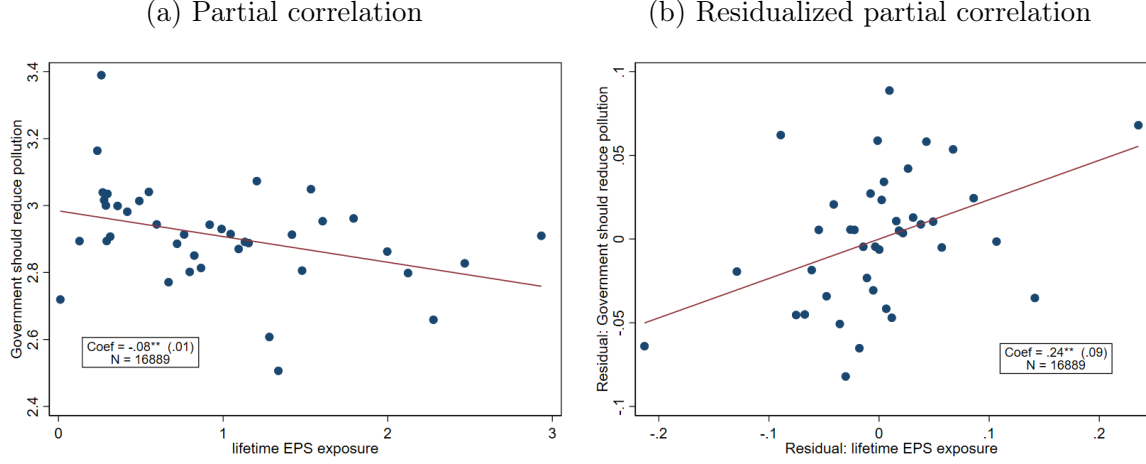 (a) Partial correlation
Government should reduce pollution
3.4
3.2
3
2.8
2.6
2.4
Coef = -.08** (.01)
N = 16889
0 1 2 3
lifetime EPS exposure
(b) Residualized partial correlation
Residual: Government should reduce pollution
.1
.05
0
-.05
-.1
Coef = .24** (.09)
N = 16889
-.2 -.1 0 .1 .2
Residual: lifetime EPS exposure